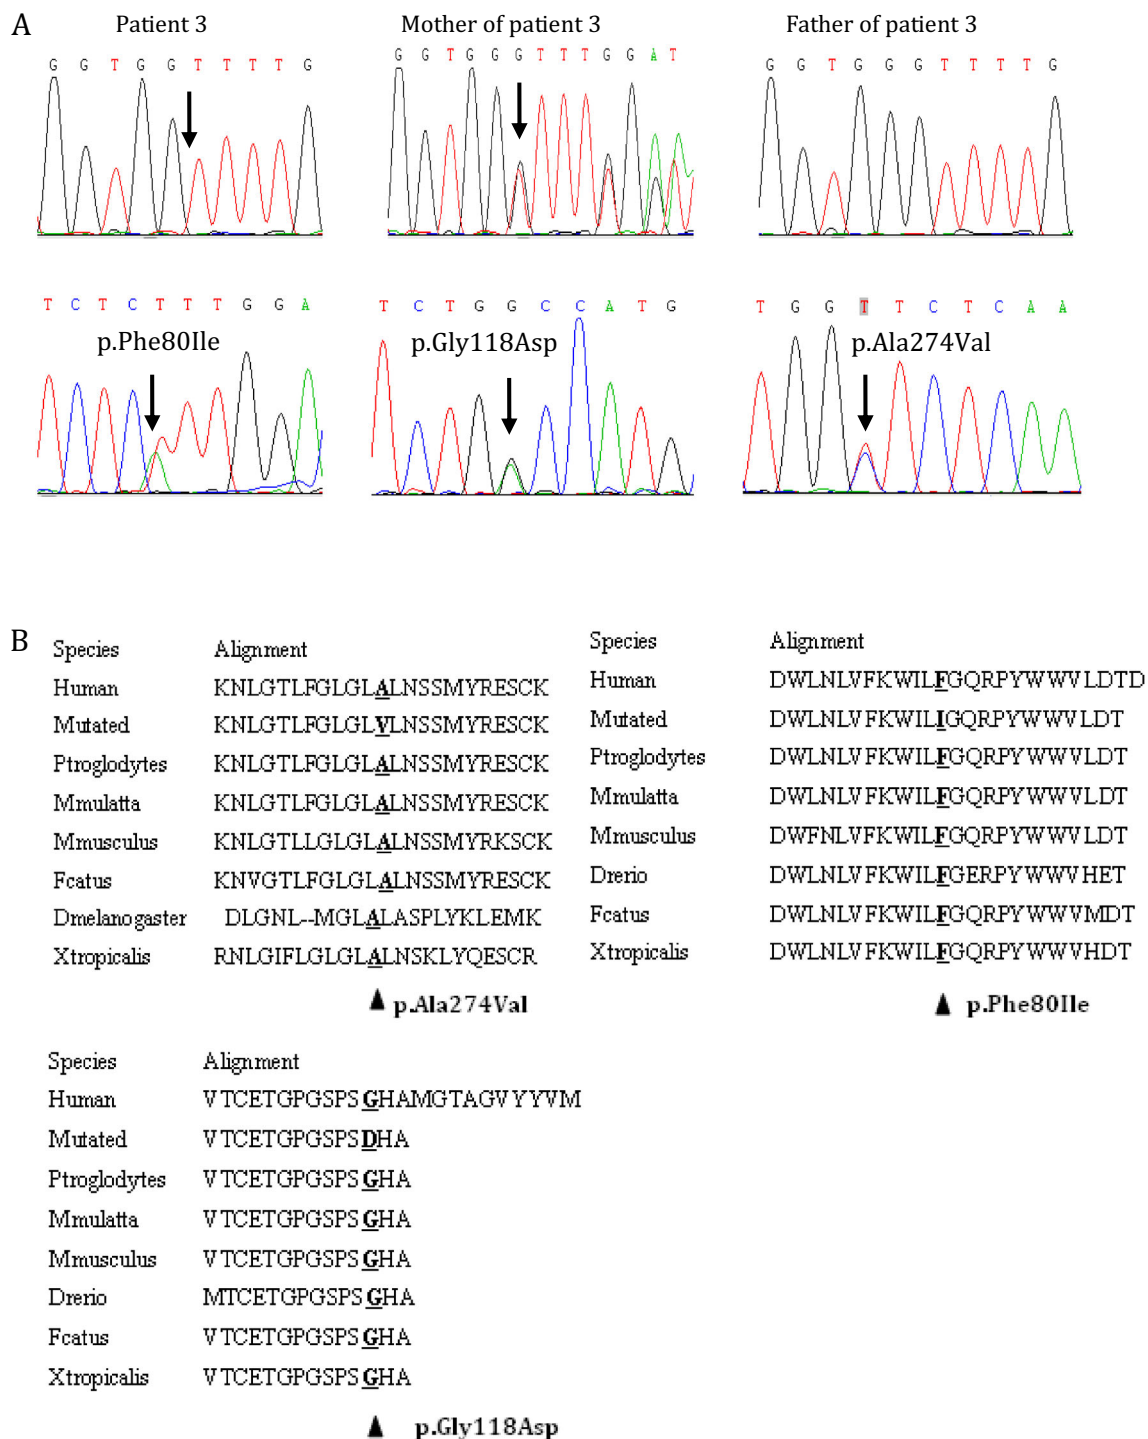 A
Patient 3
Mother of patient 3
Father of patient 3
G G T G G T T T T G
G G T G G G T T T G G A T
G G T G G G T T T T G
T C T C T T T G G A
T C T G G C C A T G
T G G T T C T C A A
p.Phe80Ile
p.Gly118Asp
p.Ala274Val
B
Species Alignment
Human KNLGTLFGLGLALNSSMYRESCK
Mutated KNLGTLFGLGLVLNSSMYRESCK
Ptroglodytes KNLGTLFGLGLALNSSMYRESCK
Mmulatta KNLGTLFGLGLALNSSMYRESCK
Mmusculus KNLGTLLGLGLALNSSMYRKSCK
Fcatus KNVGTLFGLGLALNSSMYRESCK
Dmelanogaster DLGNL--MGLALASPLYKLEMK
Xtropicalis RNLGIFLGLGLALNSKLYQESCR
p.Ala274Val
Species Alignment
Human DWLNLVFKWILFGQRPYWWVLDTD
Mutated DWLNLVFKWILIGQRPYWWVLDT
Ptroglodytes DWLNLVFKWILFGQRPYWWVLDT
Mmulatta DWLNLVFKWILFGQRPYWWVLDT
Mmusculus DWFNLVFKWILFGQRPYWWVLDT
Drerio DWLNLVFKWILFGERPYWWVHET
Fcatus DWLNLVFKWILFGQRPYWWVMDT
Xtropicalis DWLNLVFKWILFGQRPYWWVHDT
p.Phe80Ile
Species Alignment
Human VTCETGPGSPSGHAMGTAGVYYVM
Mutated VTCETGPGSPSDHA
Ptroglodytes VTCETGPGSPSGHA
Mmulatta VTCETGPGSPSGHA
Mmusculus VTCETGPGSPSGHA
Drerio MTCETGPGSPSGHA
Fcatus VTCETGPGSPSGHA
Xtropicalis VTCETGPGSPSGHA
p.Gly118Asp